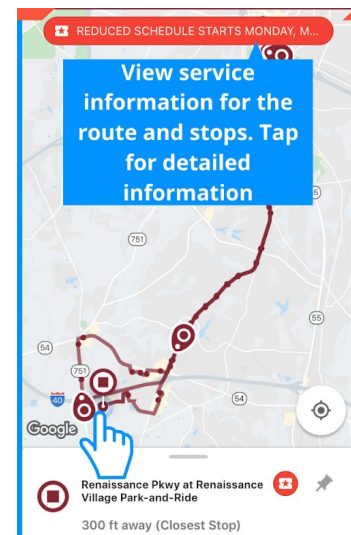 REDUCED SCHEDULE STARTS MONDAY, M...
View service
information for the
route and stops. Tap
for detailed
information
751
55
54
751
40
54
Google
Renaissance Pkwy at Renaissance
Village Park-and-Ride
300 ft away (Closest Stop)